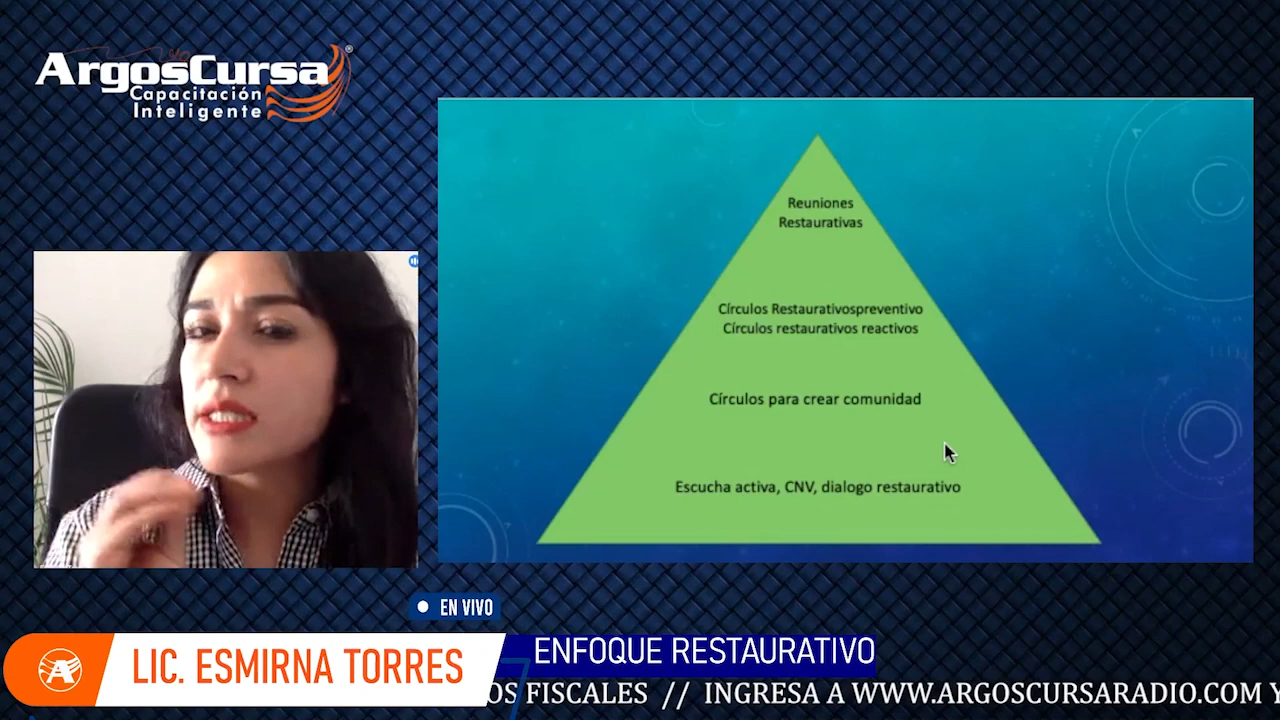 ArgosCursa®
Capacitación
Inteligente
Reuniones
Restaurativas
Círculos Restaurativospreventivo
Círculos restaurativos reactivos
Círculos para crear comunidad
Escucha activa, CNV, dialogo restaurativo
EN VIVO
LIC. ESMIRNA TORRES
ENFOQUE RESTAURATIVO
OS FISCALES // INGRESA A WWW.ARGOSCURSARADIO.COM Y